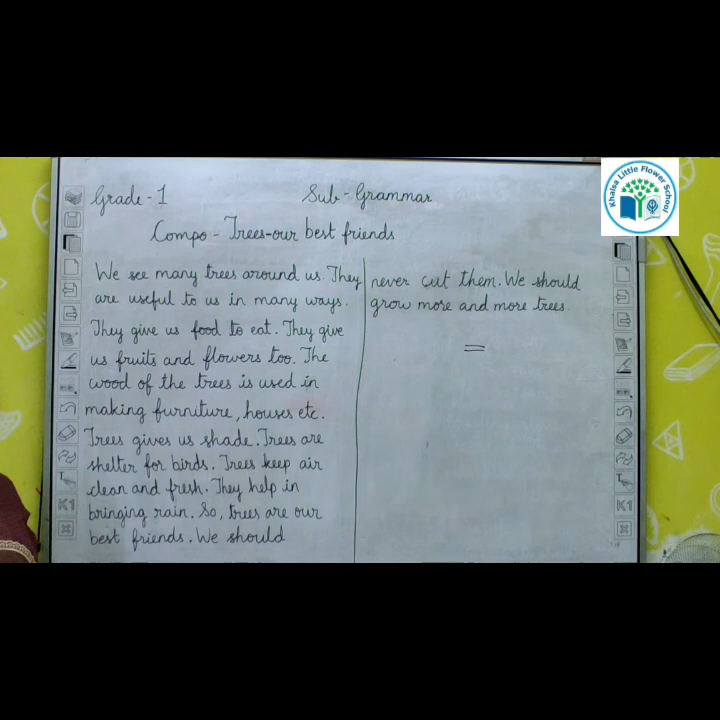 Grade - 1
Sub - Grammar
Compo - Trees-our best friends
We see many trees around us. They
are useful to us in many ways.
They give us food to eat. They give
us fruits and flowers too. The
wood of the trees is used in
making furniture, houses etc.
Trees gives us shade. Trees are
shelter for birds. Trees keep air
clean and fresh. They help in
bringing rain. So, trees are our
best friends. We should
never cut them. We should
grow more and more trees.
Khalsa Little Flower School
K1
K1